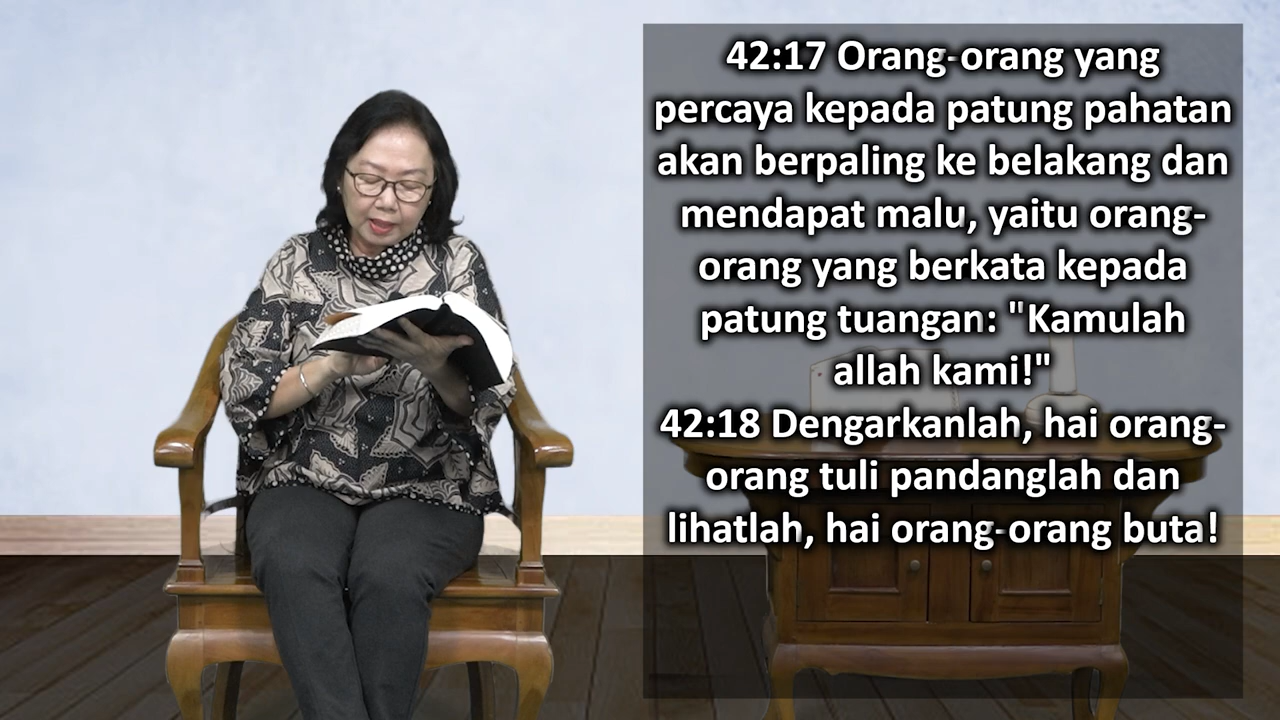 42:17 Orang-orang yang
percaya kepada patung pahatan
akan berpaling ke belakang dan
mendapat malu, yaitu orang-
orang yang berkata kepada
patung tuangan: "Kamulah
allah kami!"
42:18 Dengarkanlah, hai orang-
orang tuli pandanglah dan
lihatlah, hai orang-orang buta!